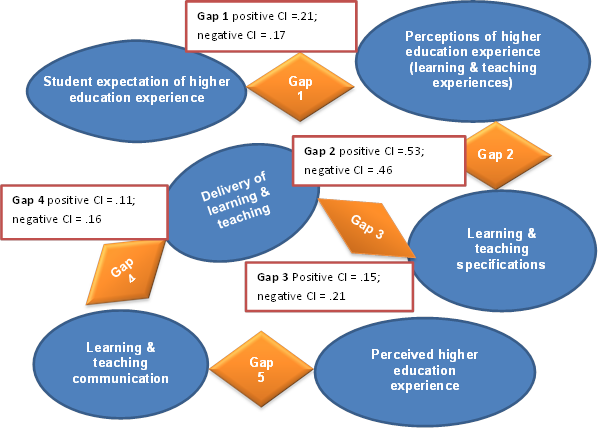 Gap 1 positive CI =.21;
negative CI = .17
Perceptions of higher
education experience
(learning & teaching
experiences)
Student expectation of higher
education experience
Gap
1
Gap 2 positive CI =.53;
negative CI = .46
Gap 2
Delivery of
learning &
teaching
Gap 4 positive CI = .11;
negative CI = .16
Gap 3
Learning &
teaching
specifications
Gap
4
Gap 3 Positive CI = .15;
negative CI = .21
Learning &
teaching
communication
Gap
5
Perceived higher
education
experience